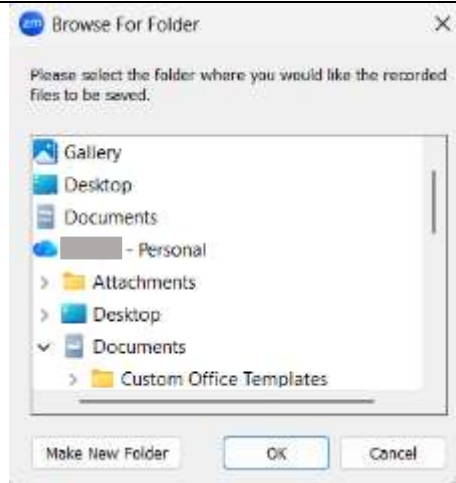 zm Browse For Folder
Please select the folder where you would like the recorded
files to be saved.
Gallery
Desktop
Documents
- Personal
Attachments
Desktop
Documents
Custom Office Templates
Make New Folder OK Cancel